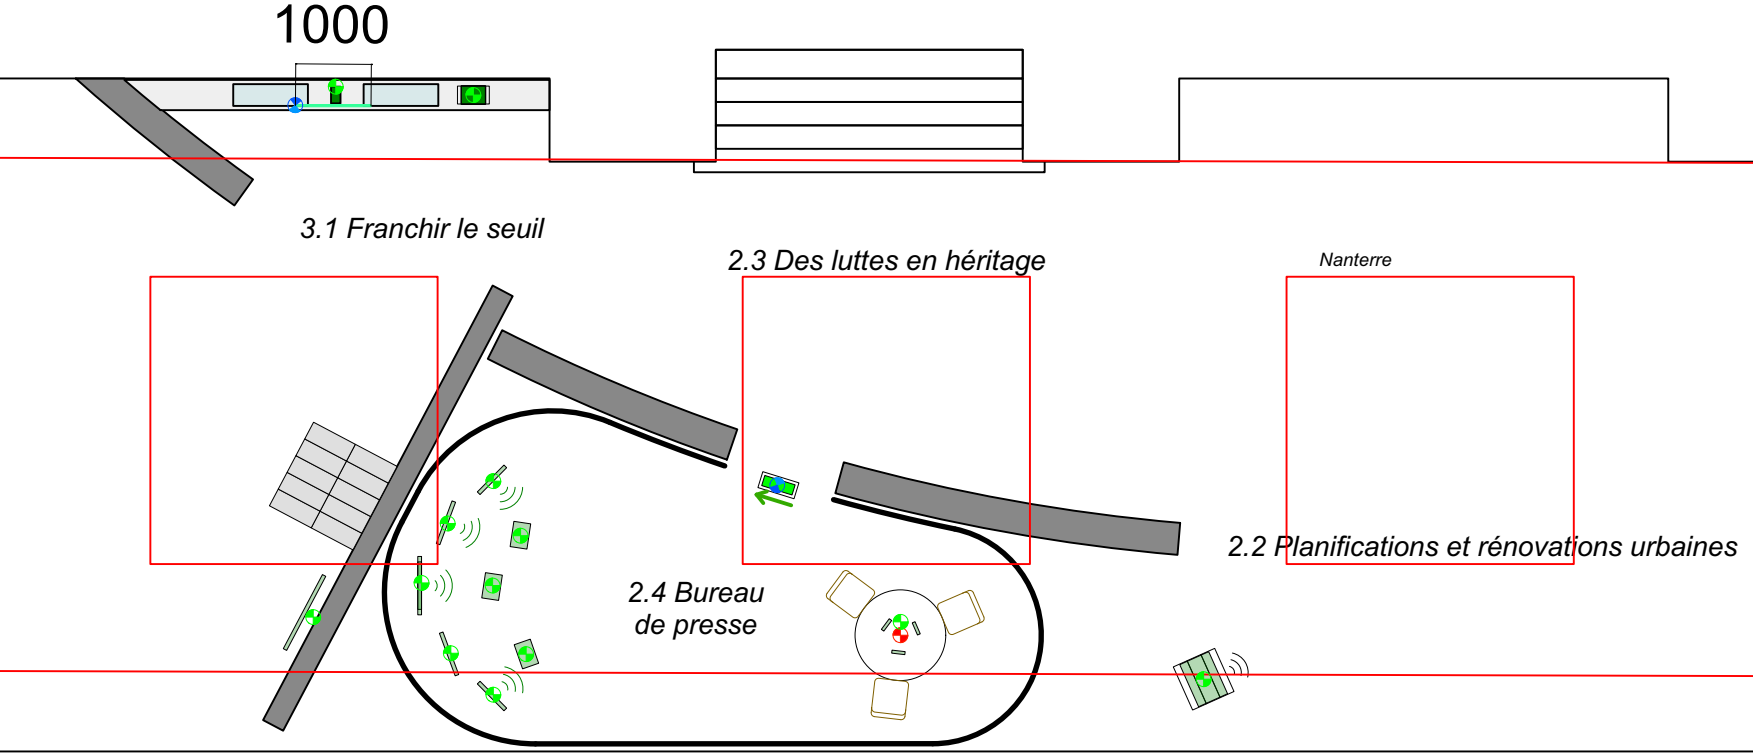 1000
3.1 Franchir le seuil
2.3 Des luttes en héritage
Nanterre
2.2 Planifications et rénovations urbaines
2.4 Bureau
de presse